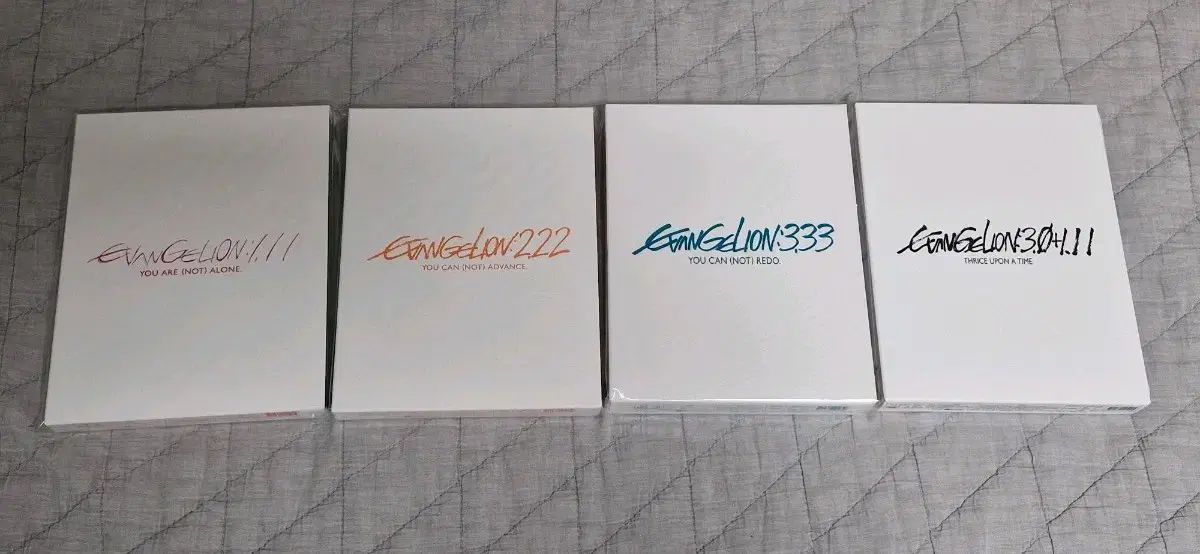 EVANGELION:1.11
YOU ARE (NOT) ALONE.
EVANGELION:2.22
YOU CAN (NOT) ADVANCE.
EVANGELION:3.33
YOU CAN (NOT) REDO.
EVANGELION:3.0+1.11
THRICE UPON A TIME